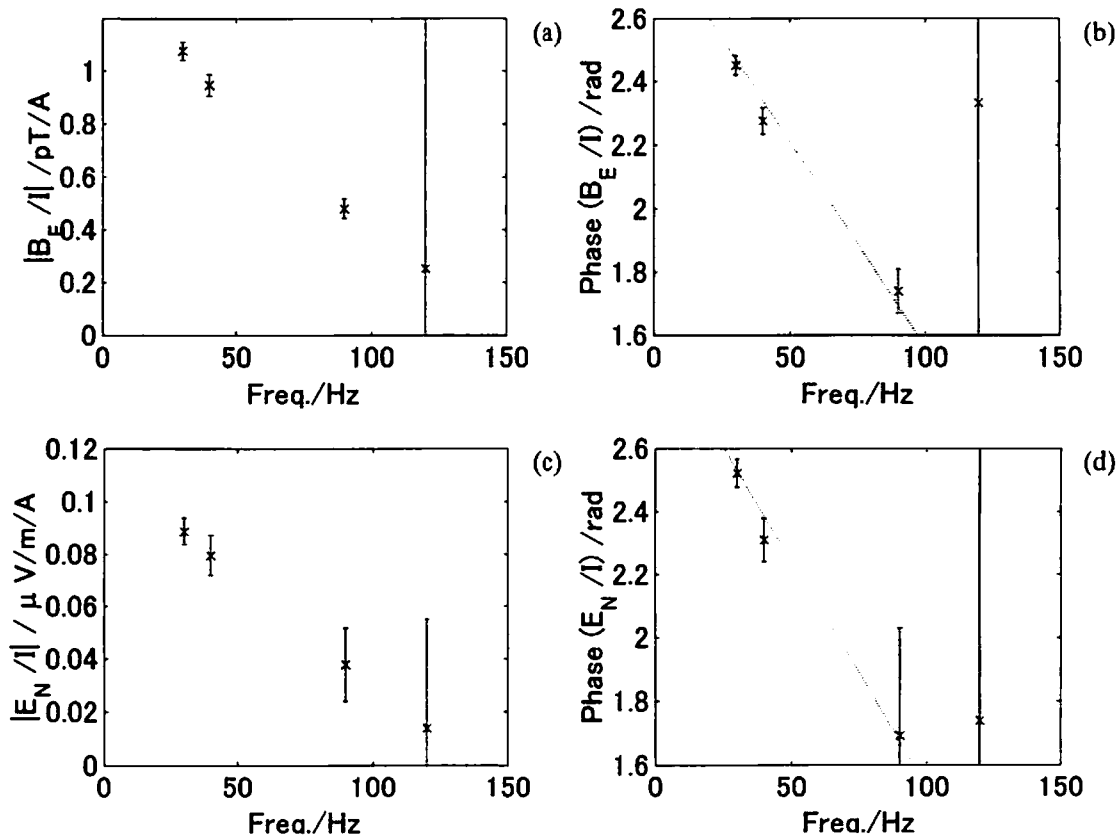 (a)
|B_E/I| /pT/A
1
0.8
0.6
0.4
0.2
0
0 50 100 150
Freq./Hz
(b)
Phase (B_E/I) /rad
2.6
2.4
2.2
2
1.8
1.6
0 50 100 150
Freq./Hz
(c)
|E_N/I| / μ V/m/A
0.12
0.1
0.08
0.06
0.04
0.02
0
0 50 100 150
Freq./Hz
(d)
Phase (E_N/I) /rad
2.6
2.4
2.2
2
1.8
1.6
0 50 100 150
Freq./Hz